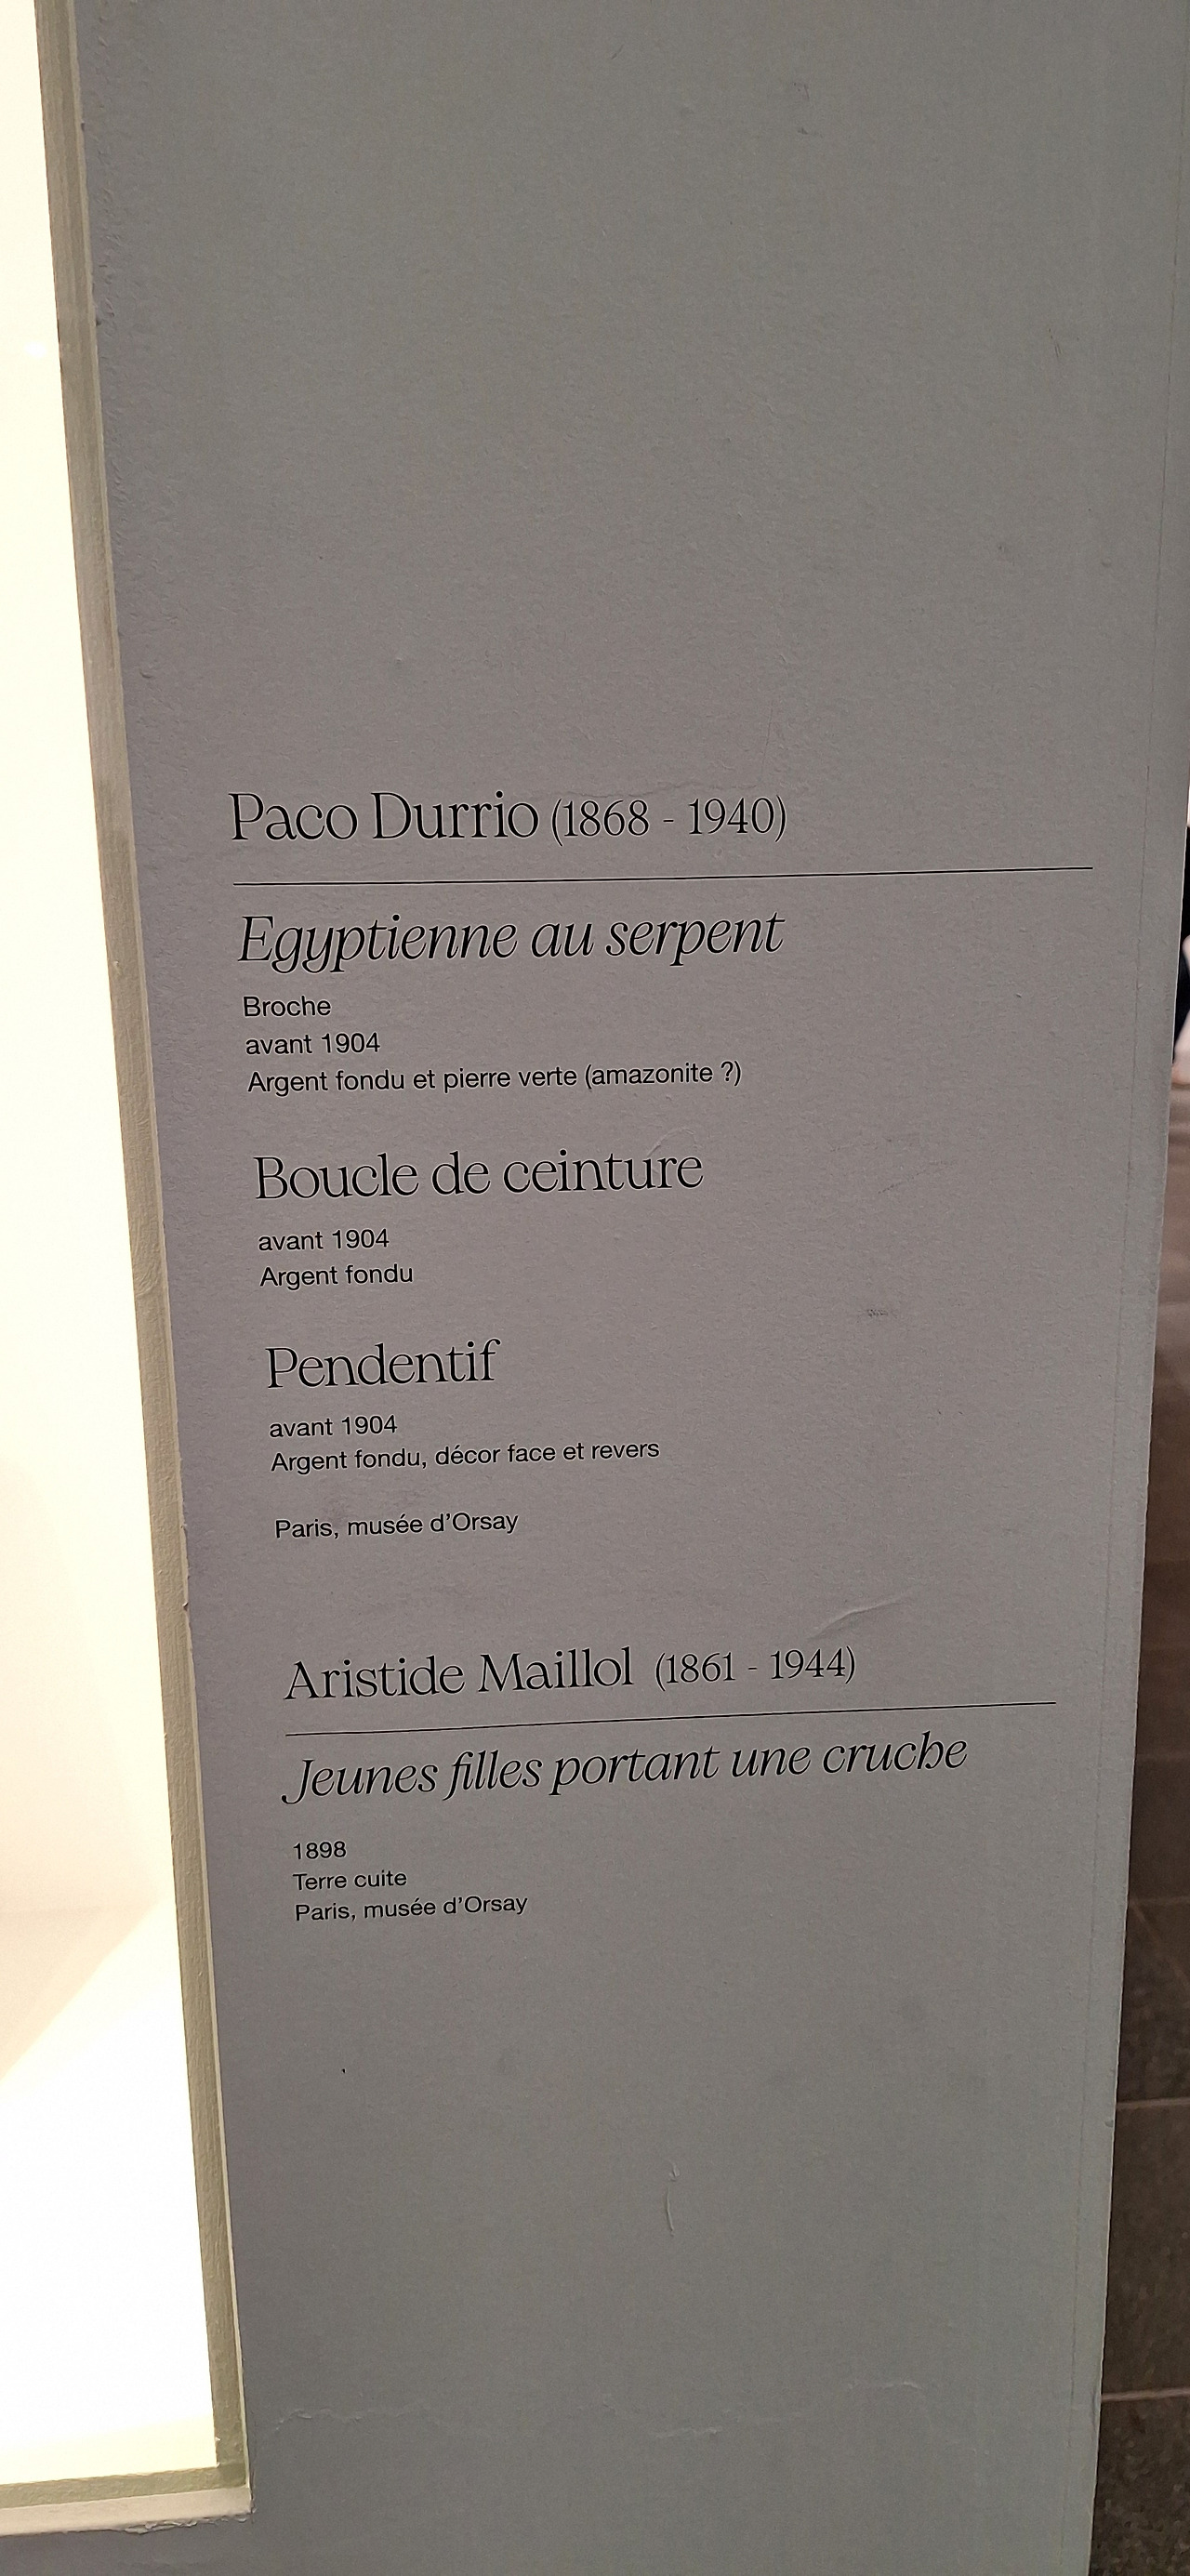 Paco Durrio (1868 - 1940)
Egyptienne au serpent
Broche
avant 1904
Argent fondu et pierre verte (amazonite ?)
Boucle de ceinture
avant 1904
Argent fondu
Pendentif
avant 1904
Argent fondu, décor face et revers
Paris, musée d'Orsay
Aristide Maillol (1861 - 1944)
Jeunes filles portant une cruche
1898
Terre cuite
Paris, musée d'Orsay